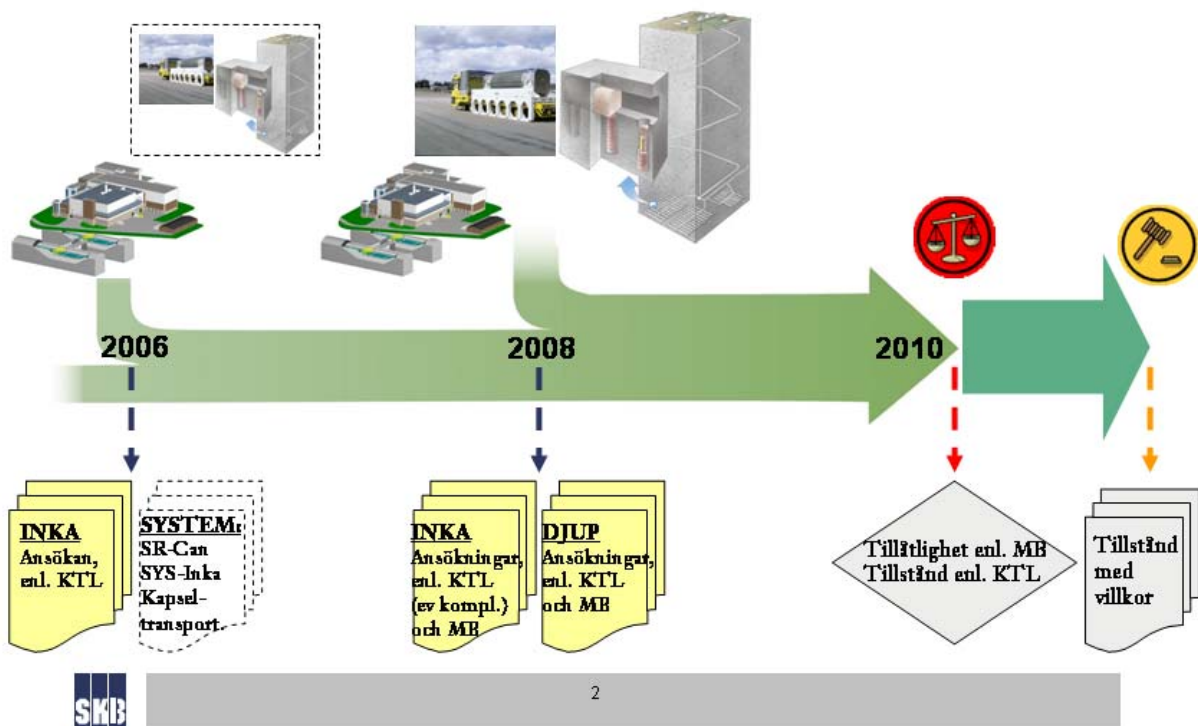 2006
2008
2010
INKA
Ansökan,
enl. KTL
SYSTEM:
SR-Can
SYS-Inka
Kapsel-
transport.
INKA
Ansökningar,
enl. KTL
(ev kompl.)
och MB
DJUP
Ansökningar,
enl. KTL
och MB
Tillåtlighet enl. MB
Tillstånd enl. KTL
Tillstånd
med
villkor
SKB
2